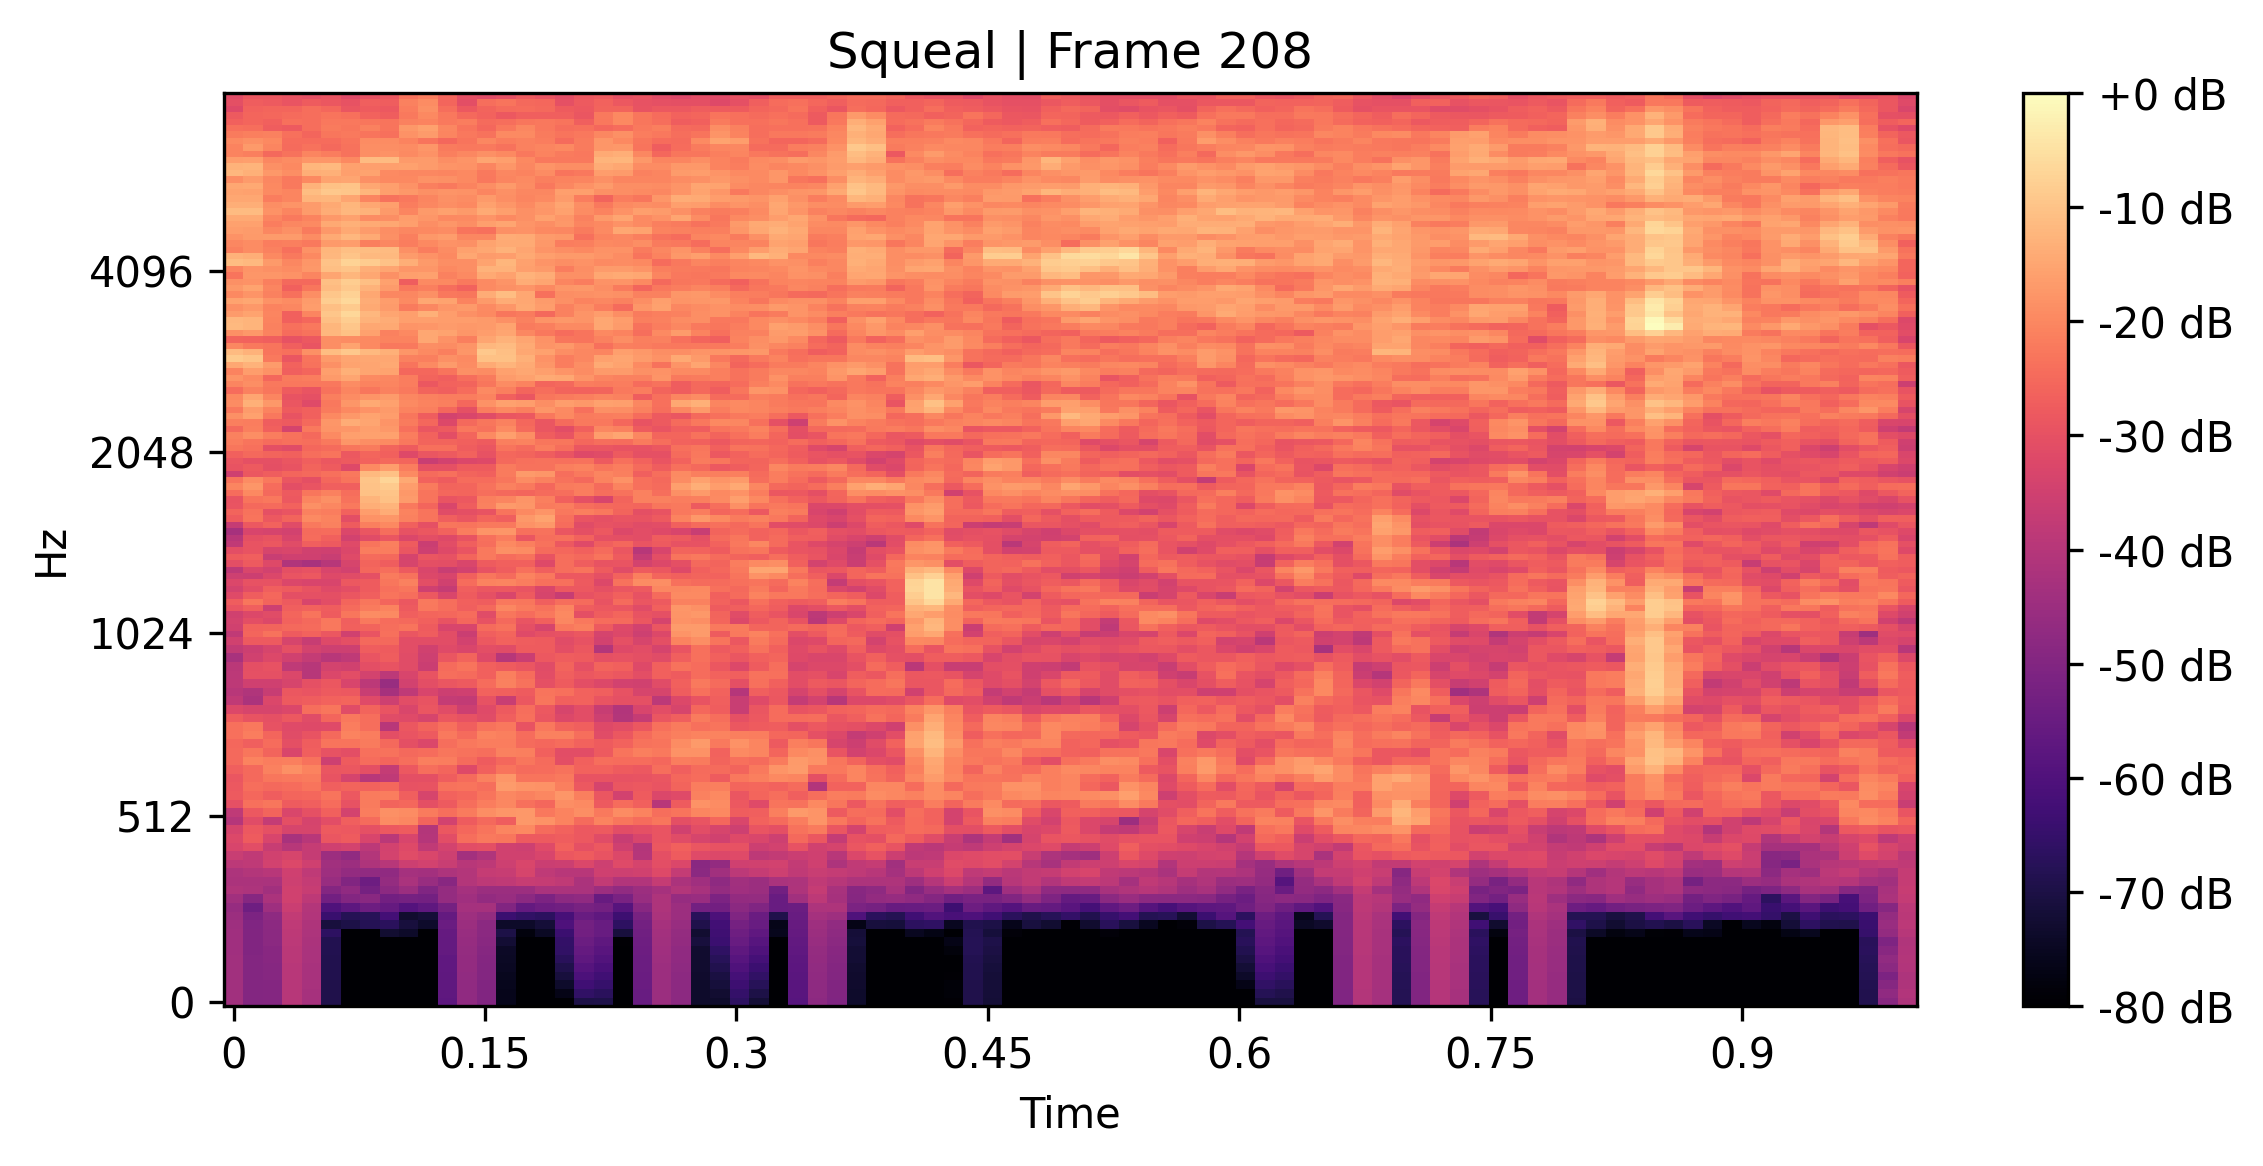 Squeal | Frame 208
+0 dB
-10 dB
-20 dB
-30 dB
-40 dB
-50 dB
-60 dB
-70 dB
-80 dB
Hz
4096
2048
1024
512
0
0 0.15 0.3 0.45 0.6 0.75 0.9
Time